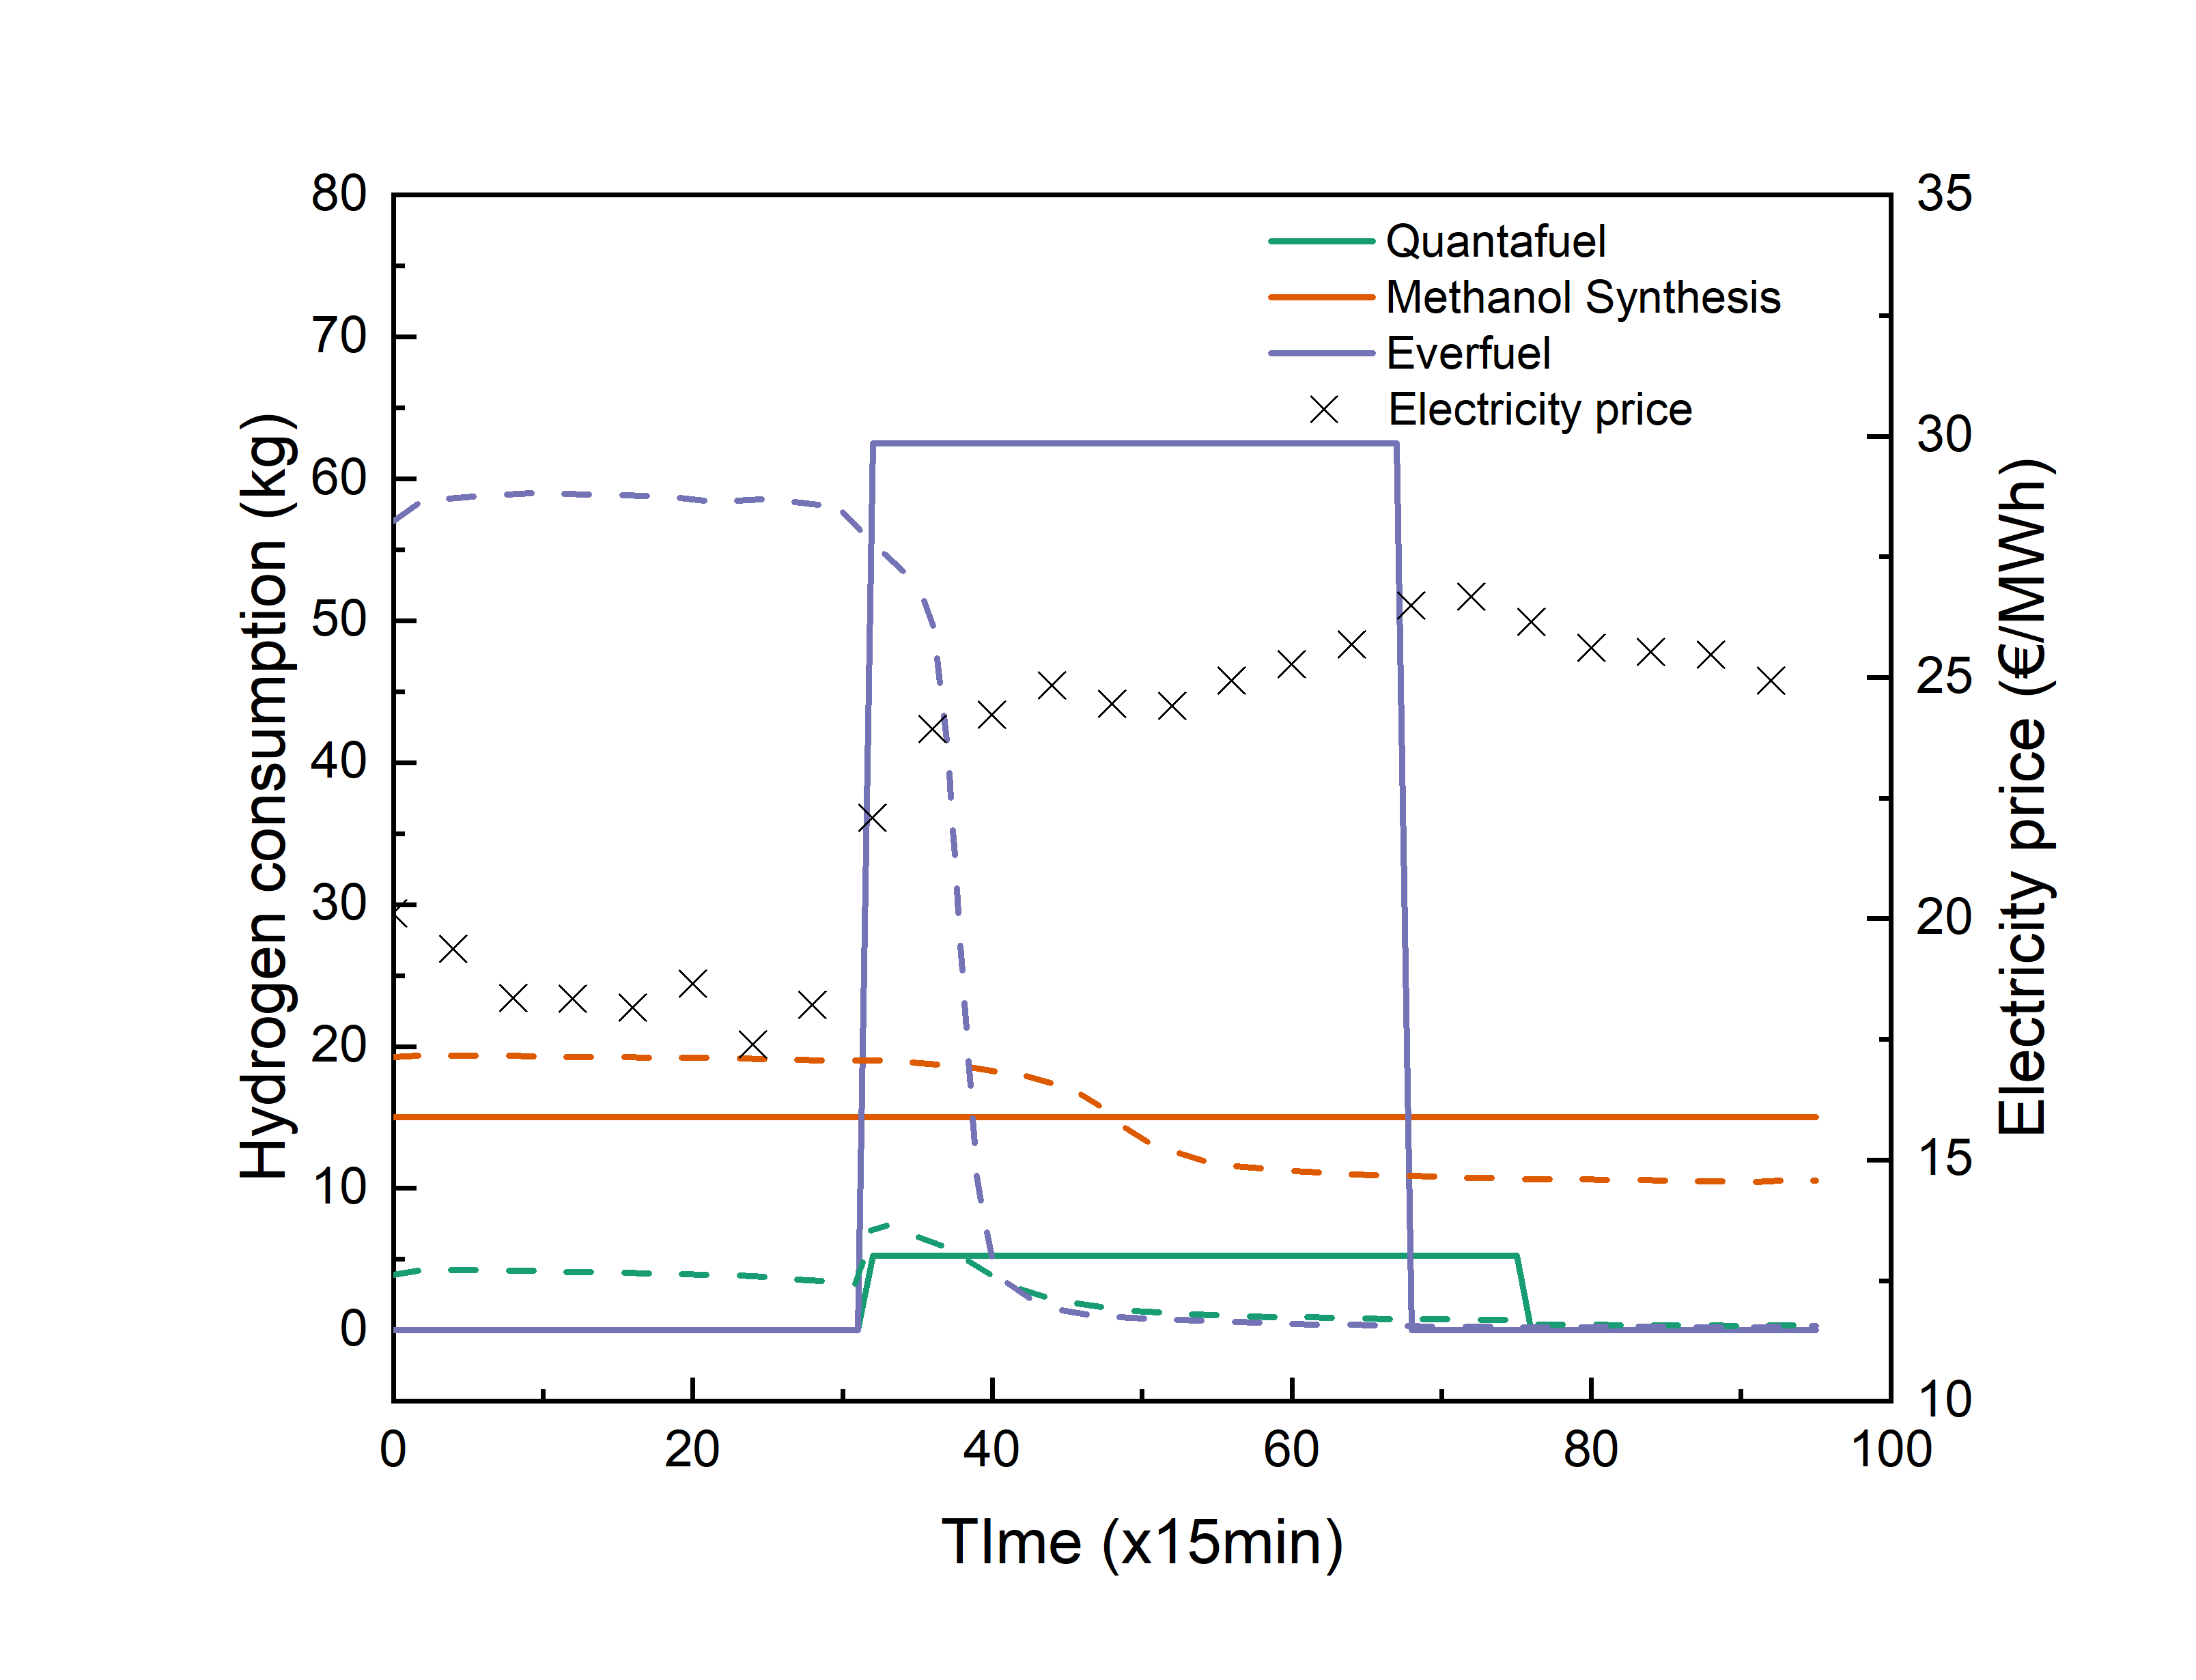 80
70
60
50
40
30
20
10
0
Hydrogen consumption (kg)
Quantafuel
Methanol Synthesis
Everfuel
Electricity price
35
30
25
20
15
10
Electricity price (€/MWh)
0 20 40 60 80 100
TIme (x15min)